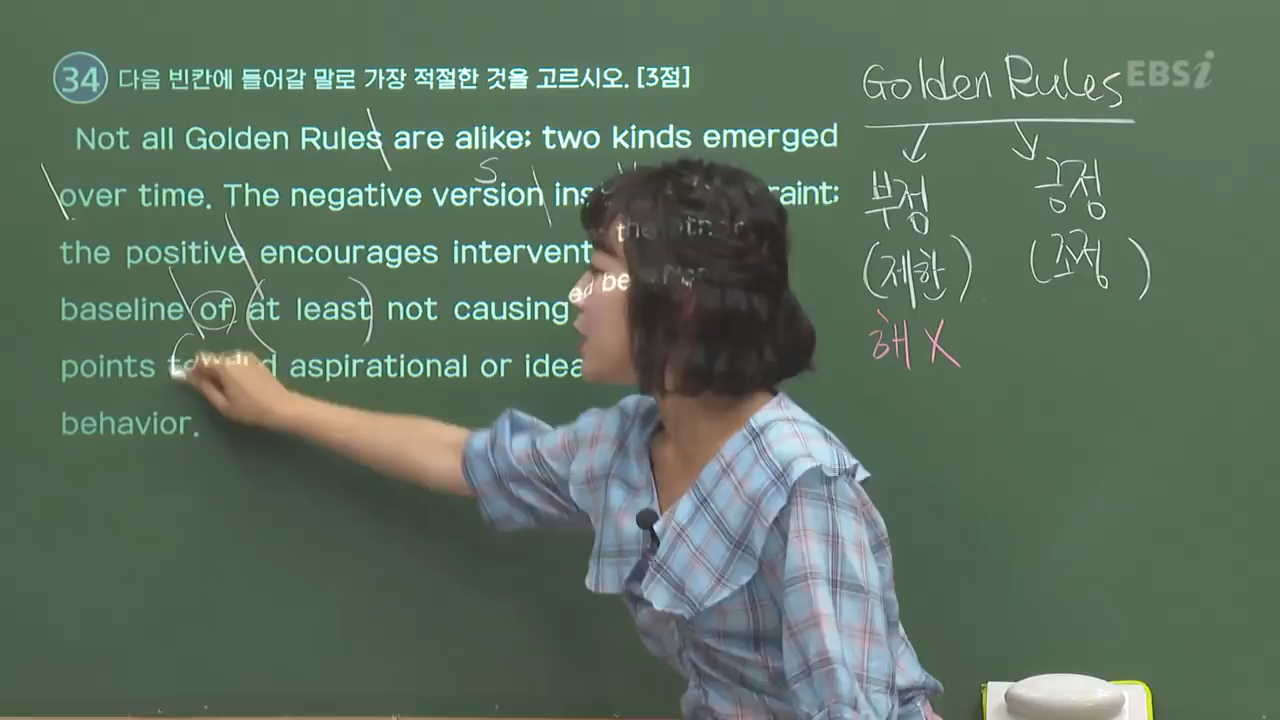 34 다음 빈칸에 들어갈 말로 가장 적절한 것을 고르시오. [3점]
Not all Golden Rules are alike; two kinds emerged
over time. The negative version ins raint;
the positive encourages intervent the other
baseline of at least not causing
points toward aspirational or idea
behavior.
S
Golden Rules
부정 긍정
(제한) (조정)
해 X
EBSi